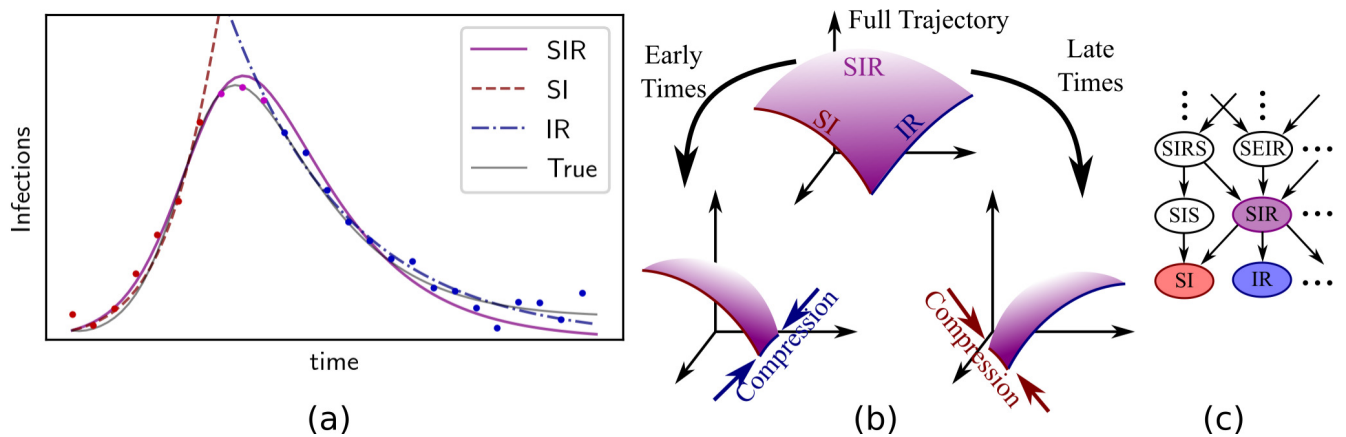 Infections
SIR
SI
IR
True
time
(a)
Full Trajectory
Early
Times
Late
Times
SIR
SI
IR
Compression
Compression
(b)
SIRS
SEIR
SIS
SIR
SI
IR
(c)